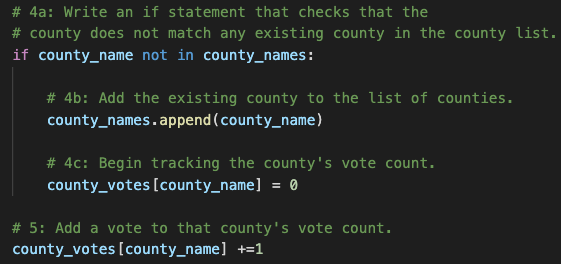 # 4a: Write an if statement that checks that the
# county does not match any existing county in the county list.
if county_name not in county_names:
# 4b: Add the existing county to the list of counties.
county_names.append(county_name)
# 4c: Begin tracking the county's vote count.
county_votes[county_name] = 0
# 5: Add a vote to that county's vote count.
county_votes[county_name] +=1